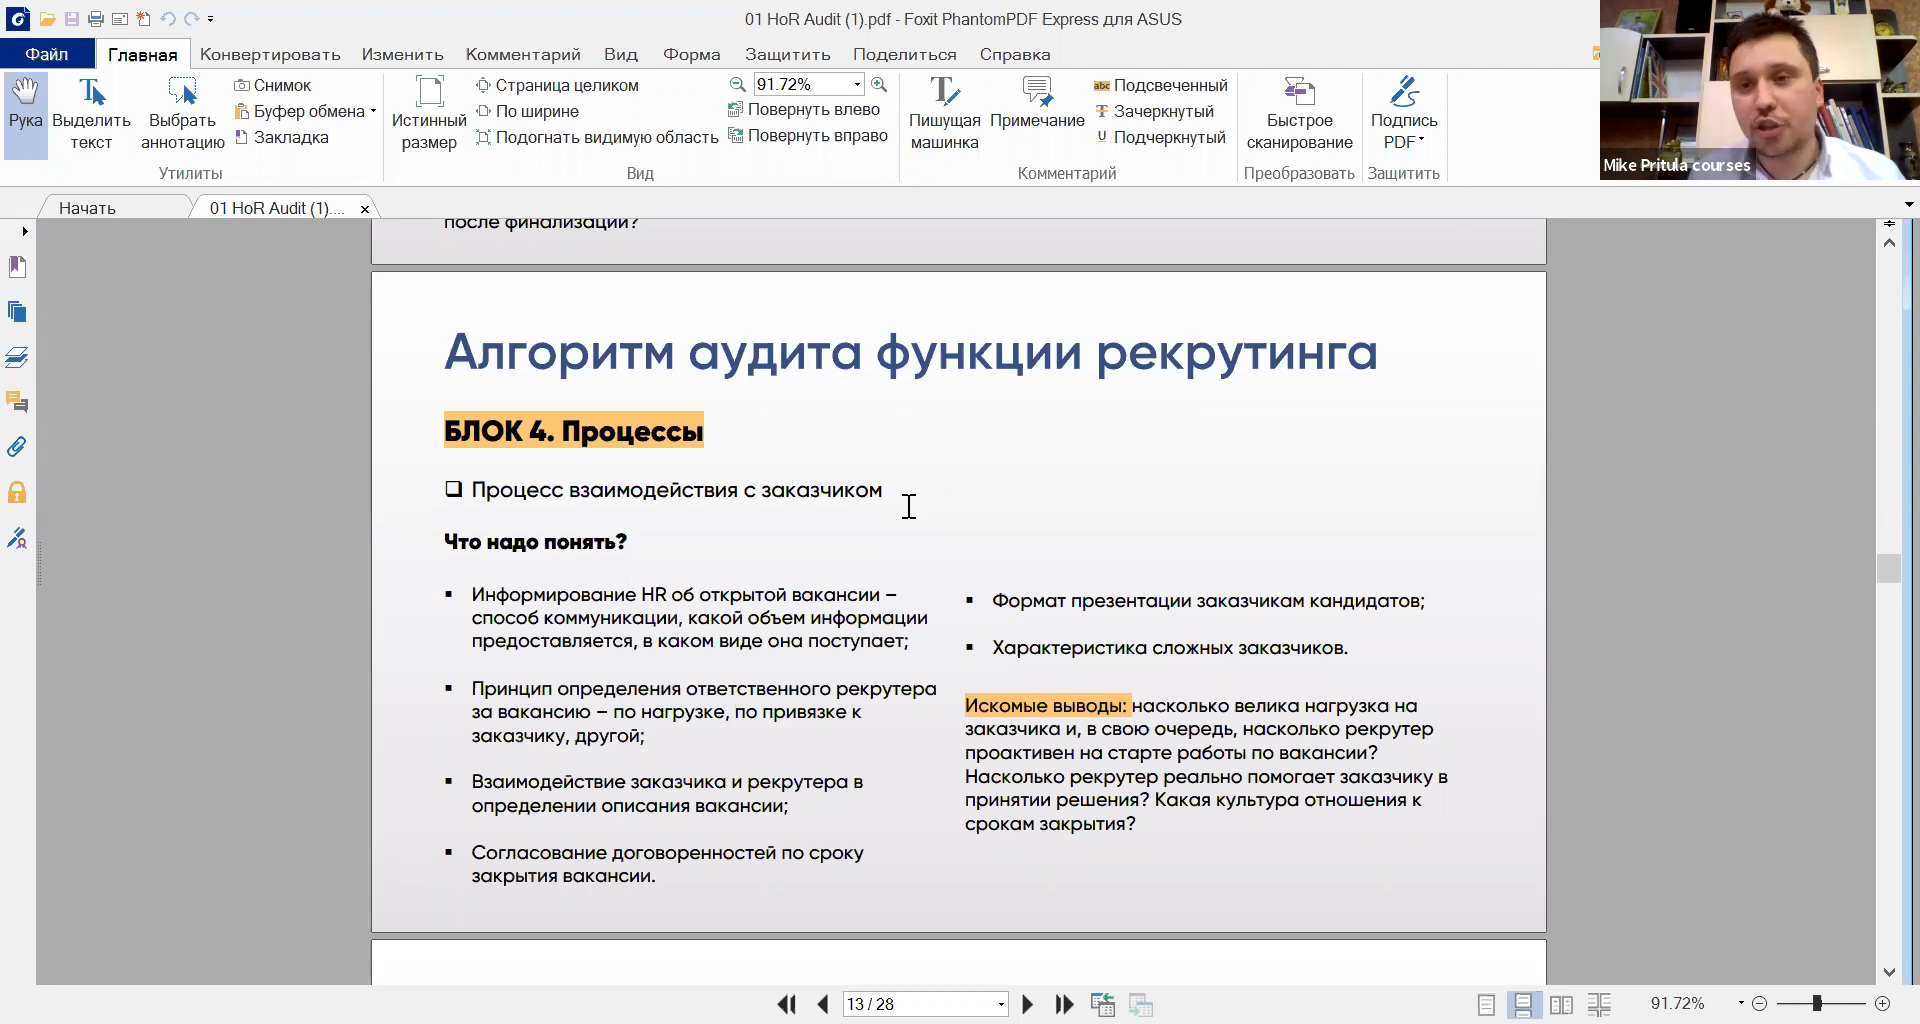 01 HoR Audit (1).pdf - Foxit PhantomPDF Express для ASUS
Файл Главная Конвертировать Изменить Комментарий Вид Форма Защитить Поделиться Справка
Рука
Выделить текст
Выбрать аннотацию
Снимок
Буфер обмена
Закладка
Утилиты
Истинный размер
Страница целиком
По ширине
Подогнать видимую область
91.72%
Повернуть влево
Повернуть вправо
Вид
Пишущая машинка
Примечание
Подсвеченный
Зачеркнутый
Подчеркнутый
Комментарий
Быстрое сканирование
Преобразовать
Подпись PDF
Защитить
Mike Pritula courses
Начать
01 HoR Audit (1)....
после финализации?
Алгоритм аудита функции рекрутинга
БЛОК 4. Процессы
Процесс взаимодействия с заказчиком
Что надо понять?
Информирование HR об открытой вакансии –
способ коммуникации, какой объем информации
предоставляется, в каком виде она поступает;
Принцип определения ответственного рекрутера
за вакансию – по нагрузке, по привязке к
заказчику, другой;
Взаимодействие заказчика и рекрутера в
определении описания вакансии;
Согласование договоренностей по сроку
закрытия вакансии.
Формат презентации заказчикам кандидатов;
Характеристика сложных заказчиков.
Искомые выводы: насколько велика нагрузка на
заказчика и, в свою очередь, насколько рекрутер
проактивен на старте работы по вакансии?
Насколько рекрутер реально помогает заказчику в
принятии решения? Какая культура отношения к
срокам закрытия?
13 / 28
91.72%